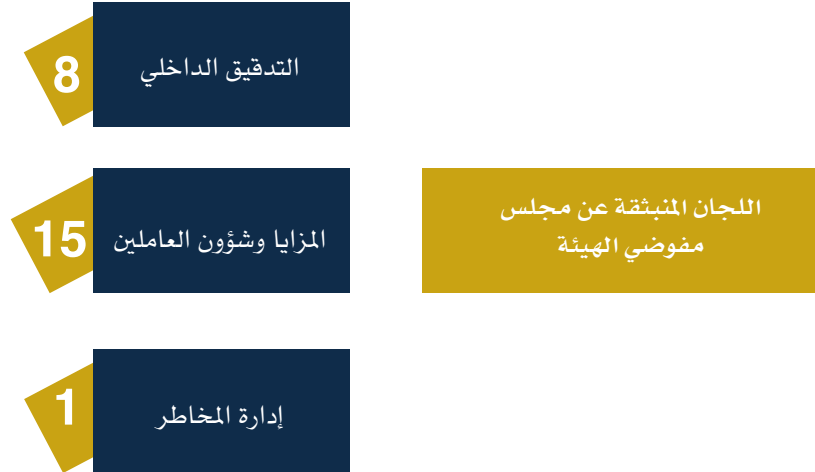 اللجان المنبثقة عن مجلس
مفوضي الهيئة
التدقيق الداخلي
8
المزايا وشؤون العاملين
15
إدارة المخاطر
1